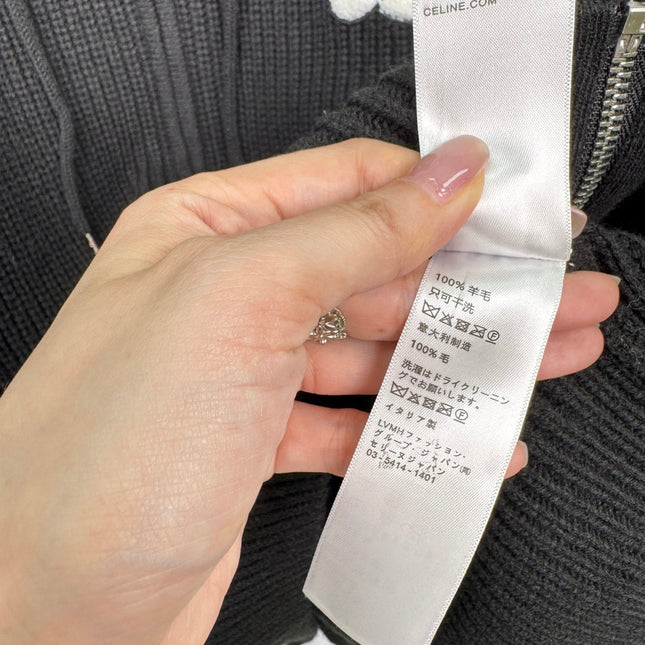 CELINE.COM
100% 羊毛
只可干洗
意大利制造
100% 毛
洗濯はドライクリーニン
グでお願いします。
イタリア製
LVMHファッション・
グループ・ジャパン㈱
セリーヌジャパン
03-5414-1401